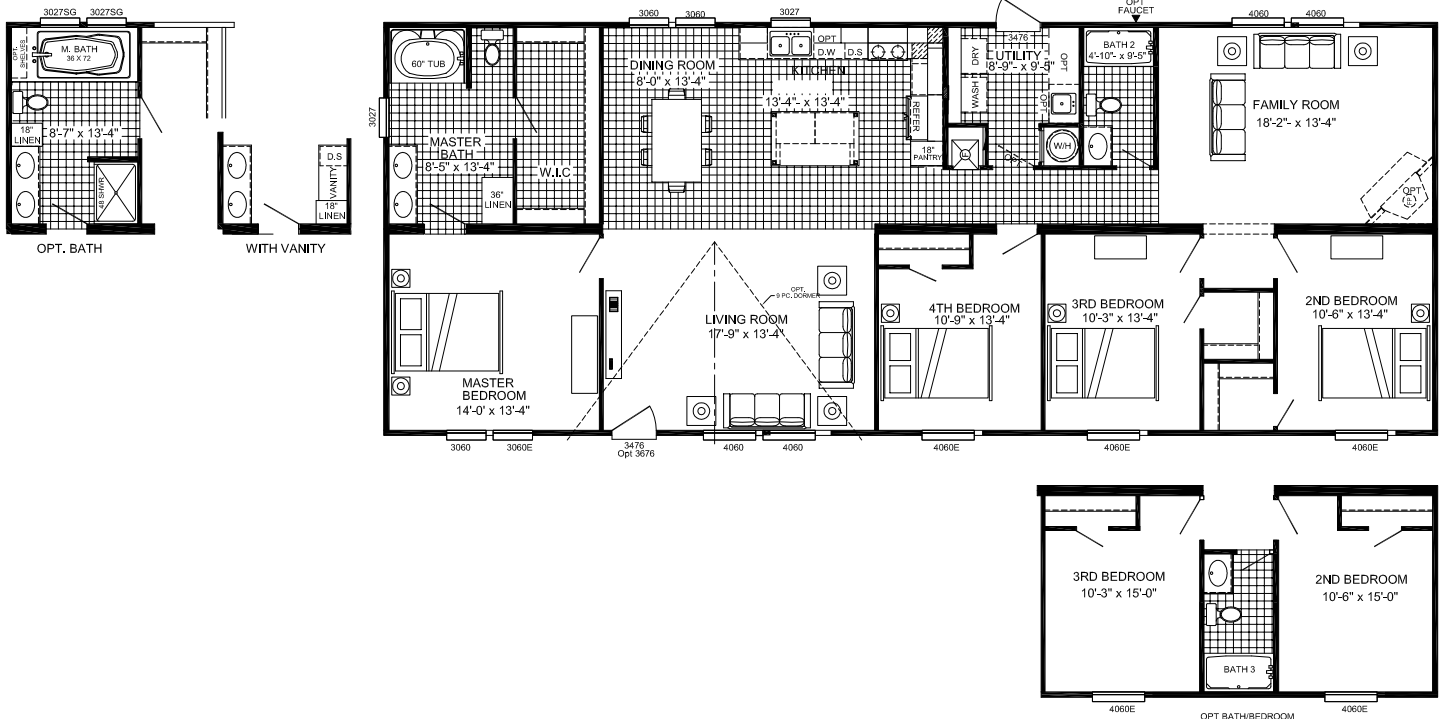 3027SG 3027SG
OPT. SHELVES
M. BATH
36 X 72
18"
LINEN
8'-7" x 13'-4"
48 SHWR
OPT. BATH
D.S
VANITY
18"
LINEN
WITH VANITY
3027
60" TUB
MASTER
BATH
8'-5" x 13'-4"
36"
LINEN
W.I.C
3060 3060
3027
DINING ROOM
8'-0" x 13'-4"
OPT
D.W D.S
KITCHEN
13'-4"- x 13'-4"
REFER
18"
PANTRY
3476
DRY
WASH
UTILITY
8'-9"- x 9'-5"
OPT
OPT
F
OPT
W/H
OPT
FAUCET
BATH 2
4'-10"- x 9'-5"
4060 4060
FAMILY ROOM
18'-2"- x 13'-4"
OPT
F.P.
MASTER
BEDROOM
14'-0' x 13'-4"
3060 3060E
OPT.
9 PC. DORMER
LIVING ROOM
17'-9" x 13'-4"
3476
Opt 3676
4060 4060
4TH BEDROOM
10'-9" x 13'-4"
4060E
3RD BEDROOM
10'-3" x 13'-4"
4060E
2ND BEDROOM
10'-6" x 13'-4"
4060E
3RD BEDROOM
10'-3" x 15'-0"
4060E
BATH 3
2ND BEDROOM
10'-6" x 15'-0"
4060E
OPT BATH/BEDROOM